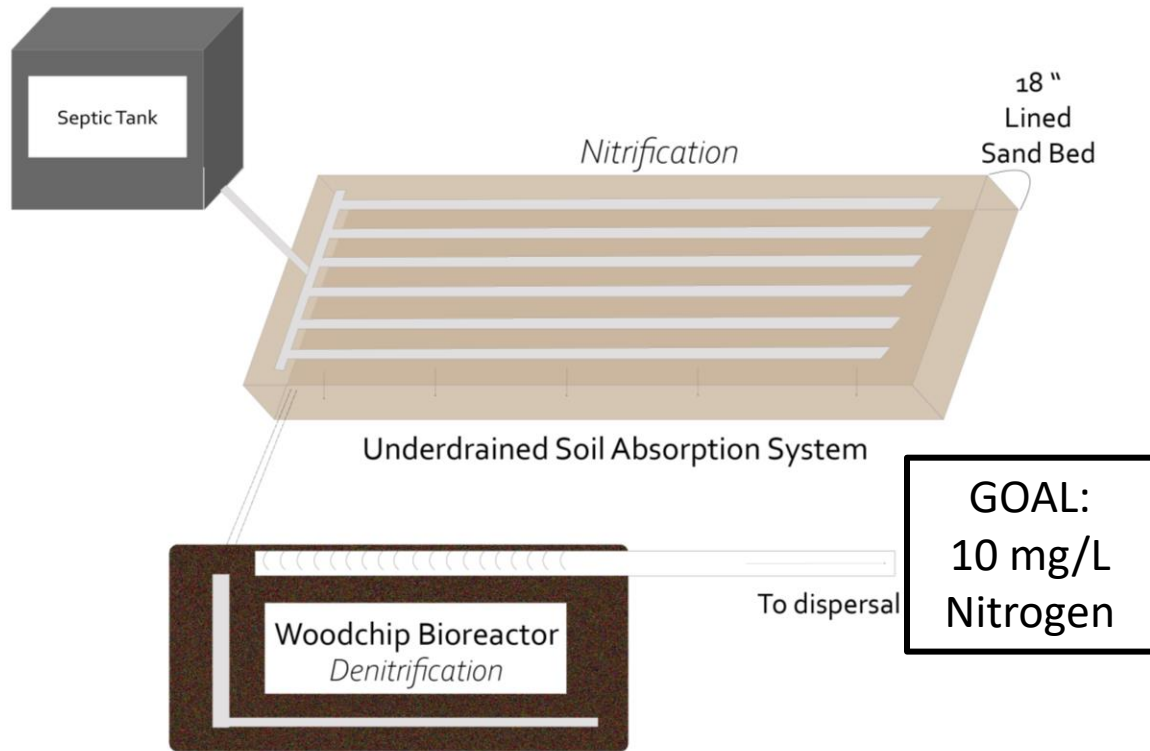 Septic Tank
18 “
Lined
Sand Bed
Nitrification
Underdrained Soil Absorption System
GOAL:
10 mg/L
Nitrogen
To dispersal
Woodchip Bioreactor
Denitrification